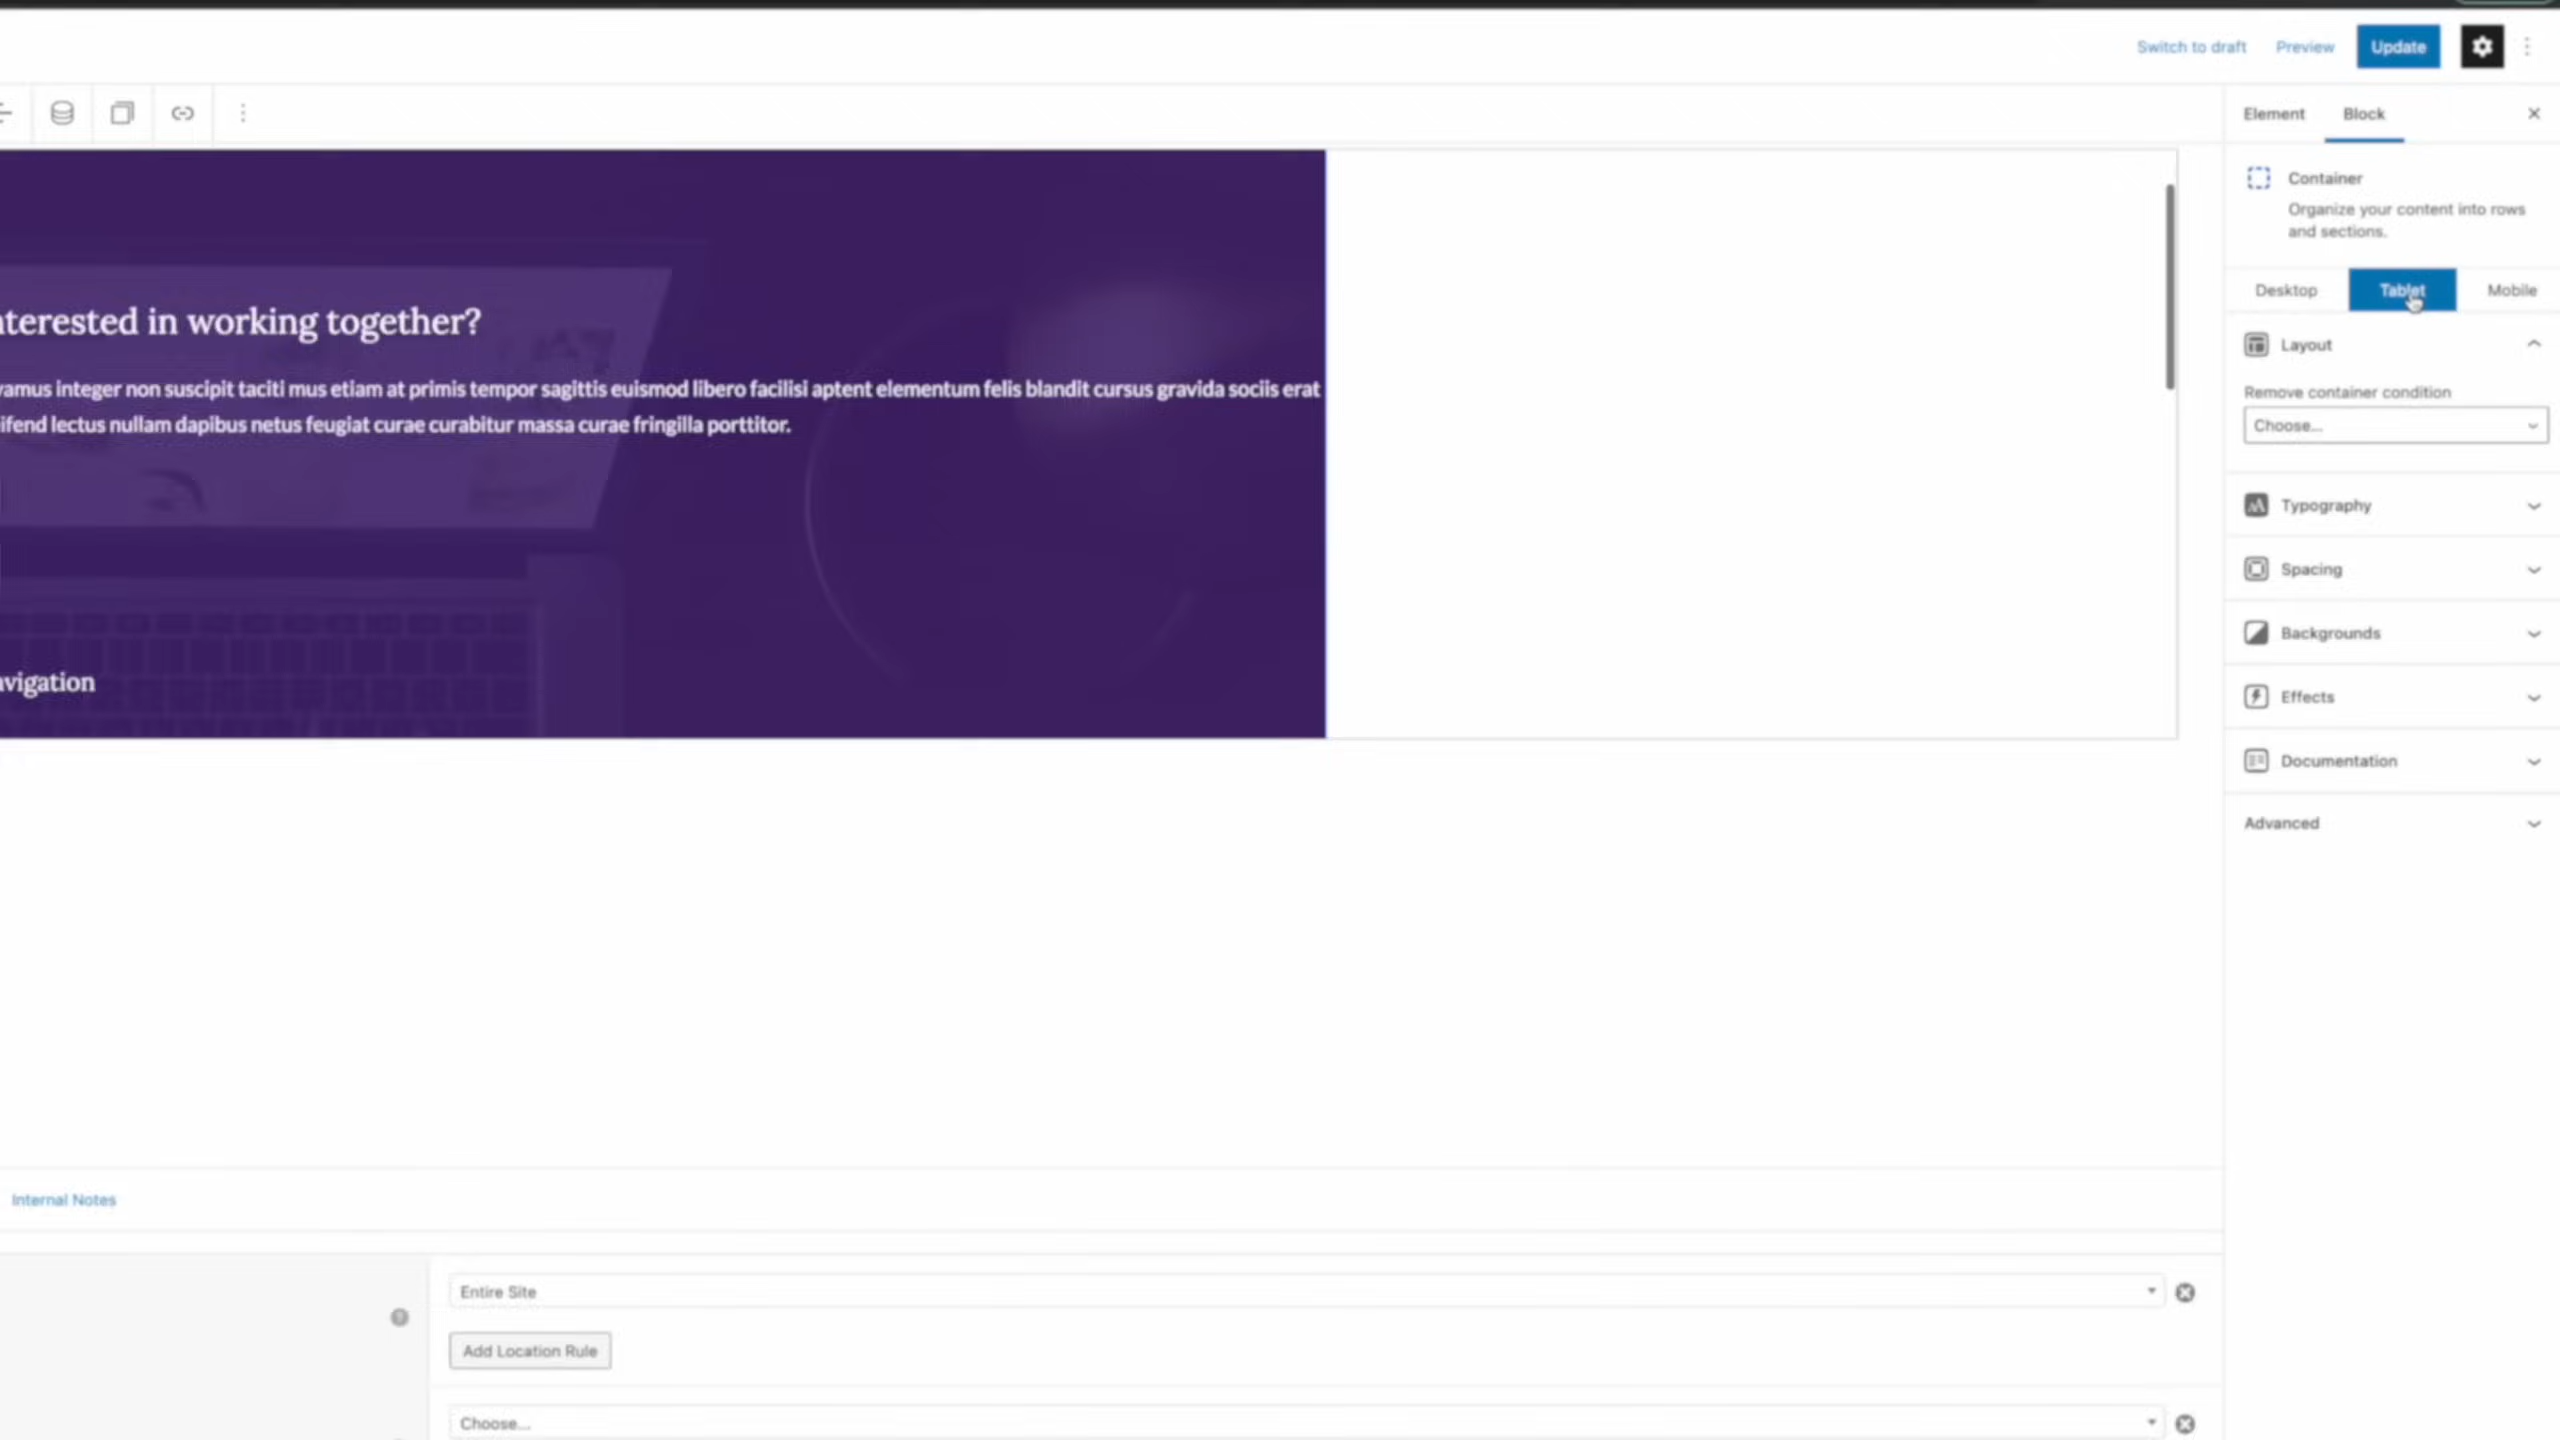 Switch to draft Preview Update
Element Block
Container
Organize your content into rows
and sections.
Desktop Tablet Mobile
Layout
Remove container condition
Choose...
Typography
Spacing
Backgrounds
Effects
Documentation
Advanced
nterested in working together?
vamus integer non suscipit taciti mus etiam at primis tempor sagittis euismod libero facilisi aptent elementum felis blandit cursus gravida sociis erat
ifend lectus nullam dapibus netus feugiat curae curabitur massa curae fringilla porttitor.
avigation
Internal Notes
Entire Site
Add Location Rule
Choose...